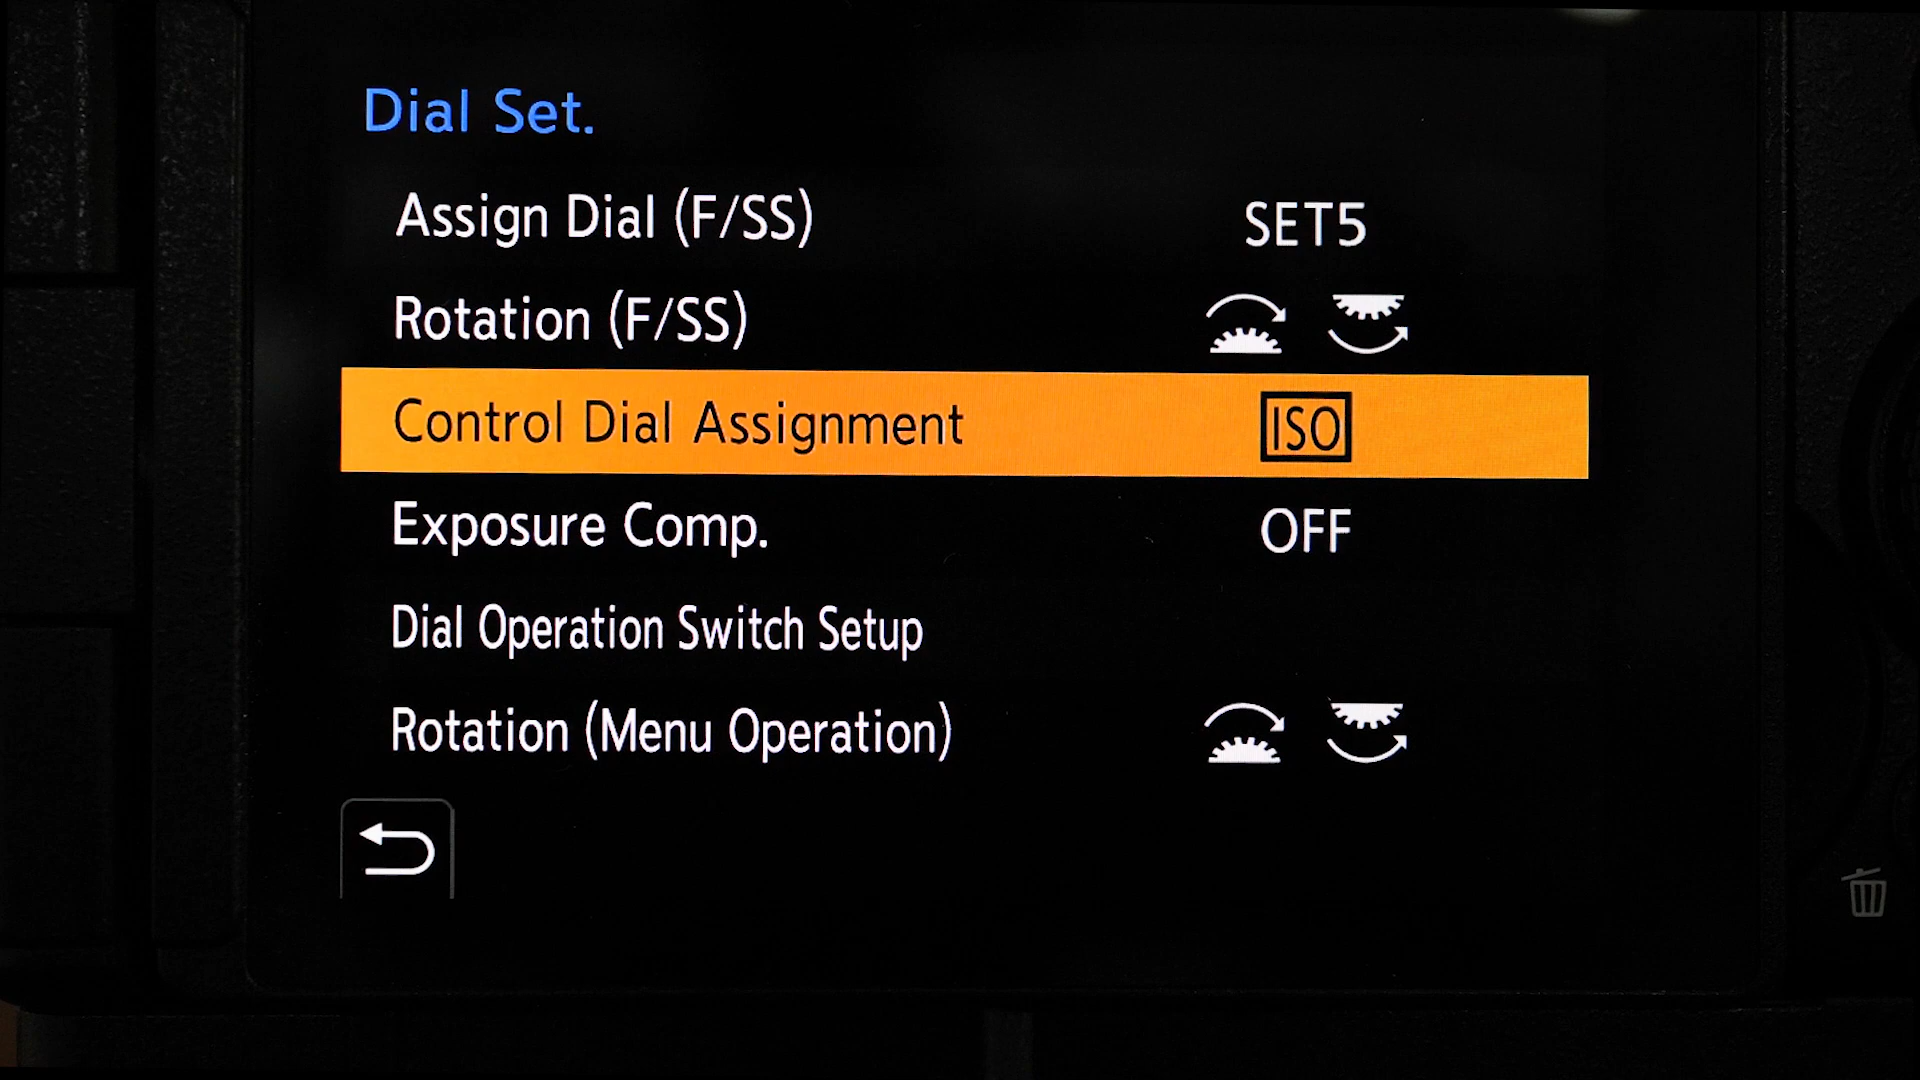 Dial Set.
Assign Dial (F/SS) SET5
Rotation (F/SS)
Control Dial Assignment ISO
Exposure Comp. OFF
Dial Operation Switch Setup
Rotation (Menu Operation)